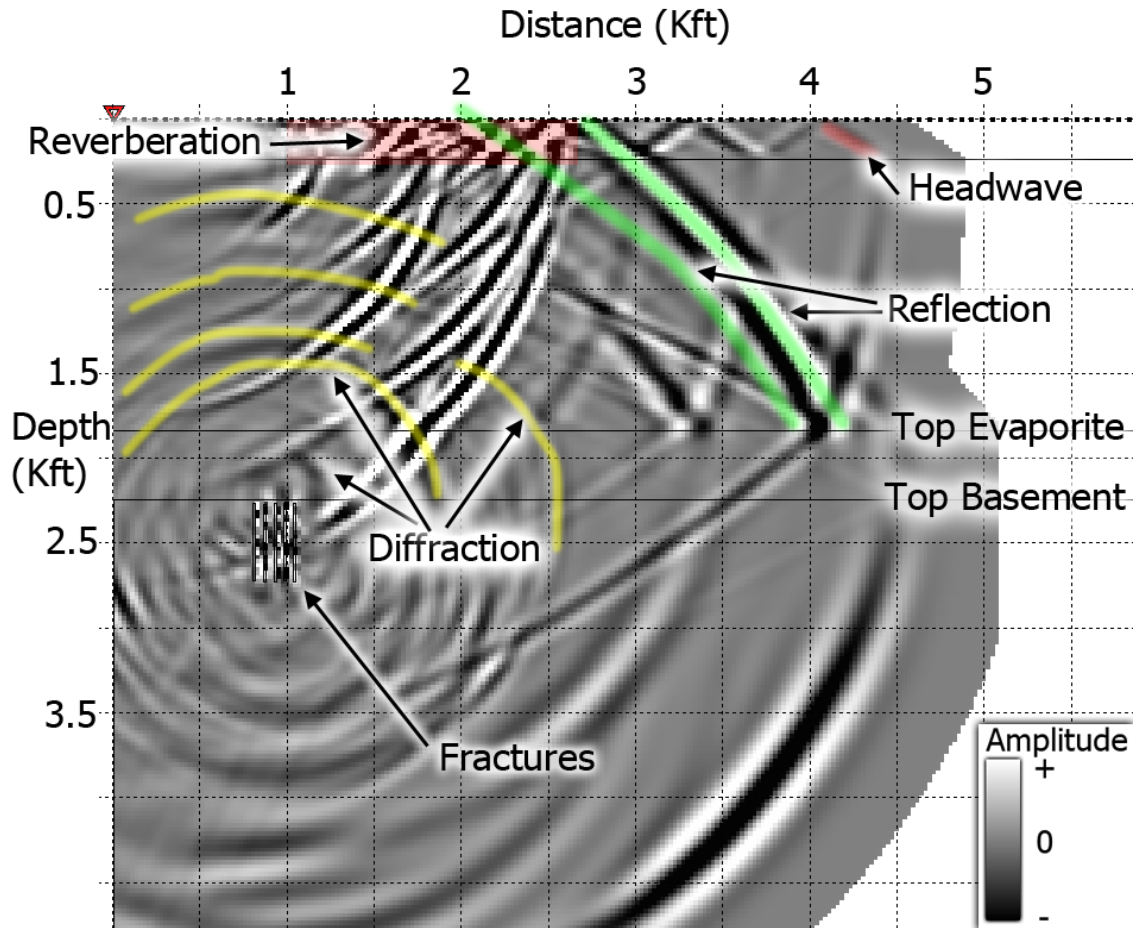 Distance (Kft)
1 2 3 4 5
Reverberation
Headwave
0.5
Reflection
1.5
Depth
(Kft)
Top Evaporite
Top Basement
2.5
Diffraction
3.5
Fractures
Amplitude
+
0
-